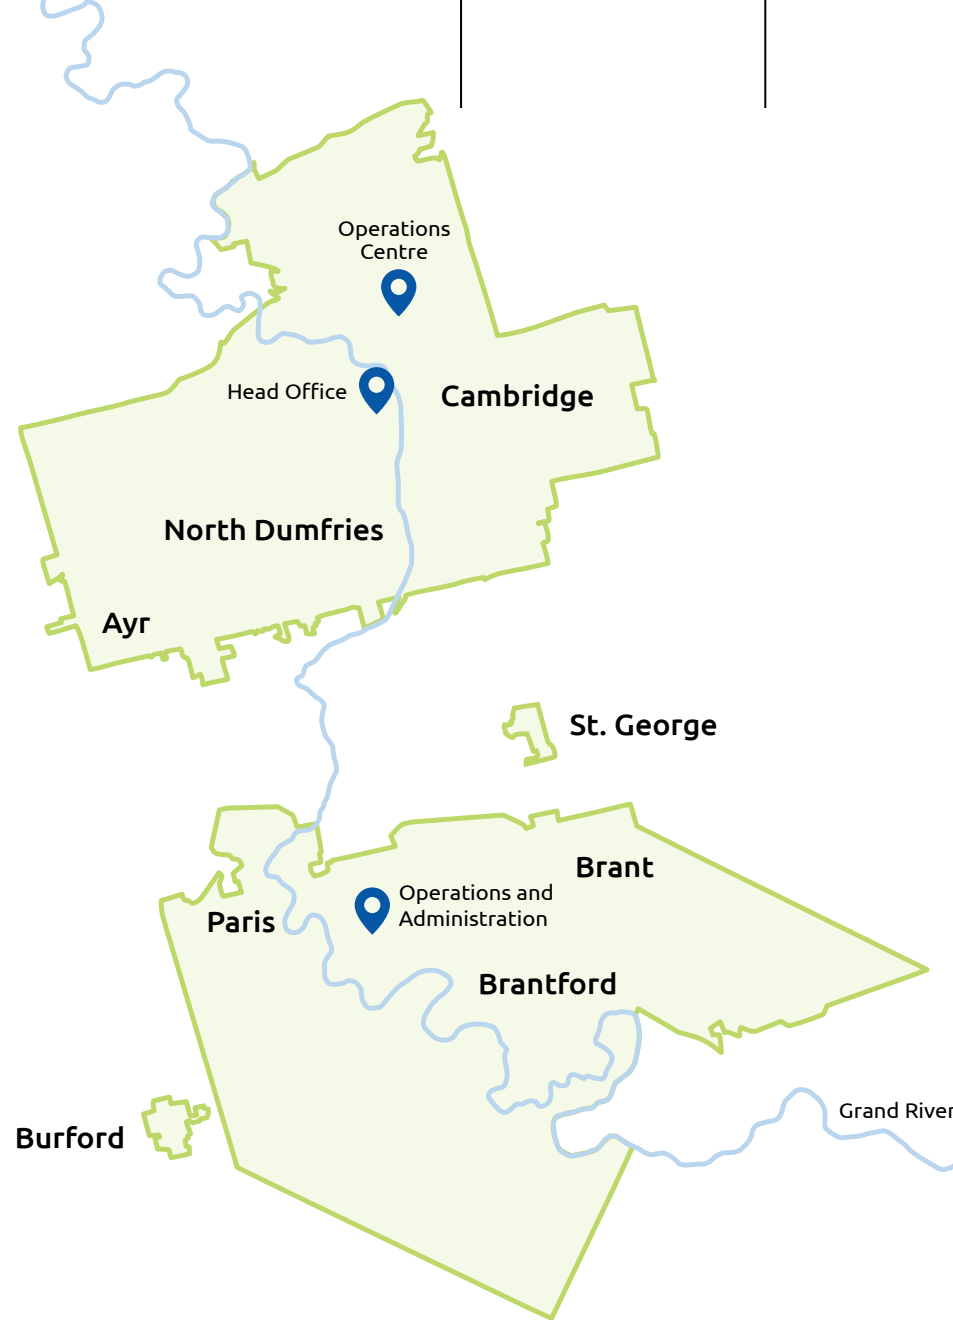 Operations
Centre
Head Office
Cambridge
North Dumfries
Ayr
St. George
Brant
Operations and
Administration
Paris
Brantford
Grand River
Burford